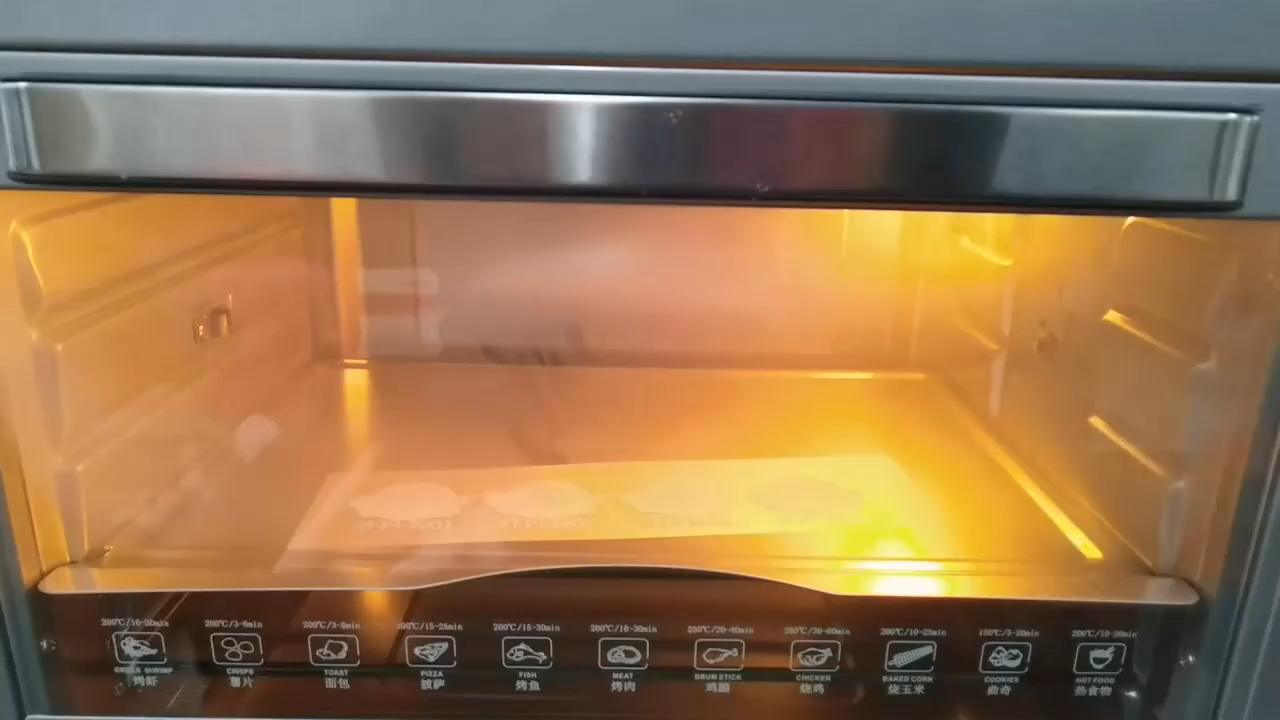 200℃/10-20min
200℃/3-6min
200℃/3-8min
200℃/15-25min
200℃/15-30min
200℃/10-30min
250℃/20-40min
250℃/30-60min
200℃/10-25min
150℃/5-20min
200℃/10-20min
SHRIMP
CRISPS
TOAST
PIZZA
FISH
MEAT
DRUM STICK
CHICKEN
BAKED CORN
COOKIES
HOT FOOD
烤虾
薯片
面包
披萨
烤鱼
烤肉
鸡腿
烧鸡
烧玉米
曲奇
热食物